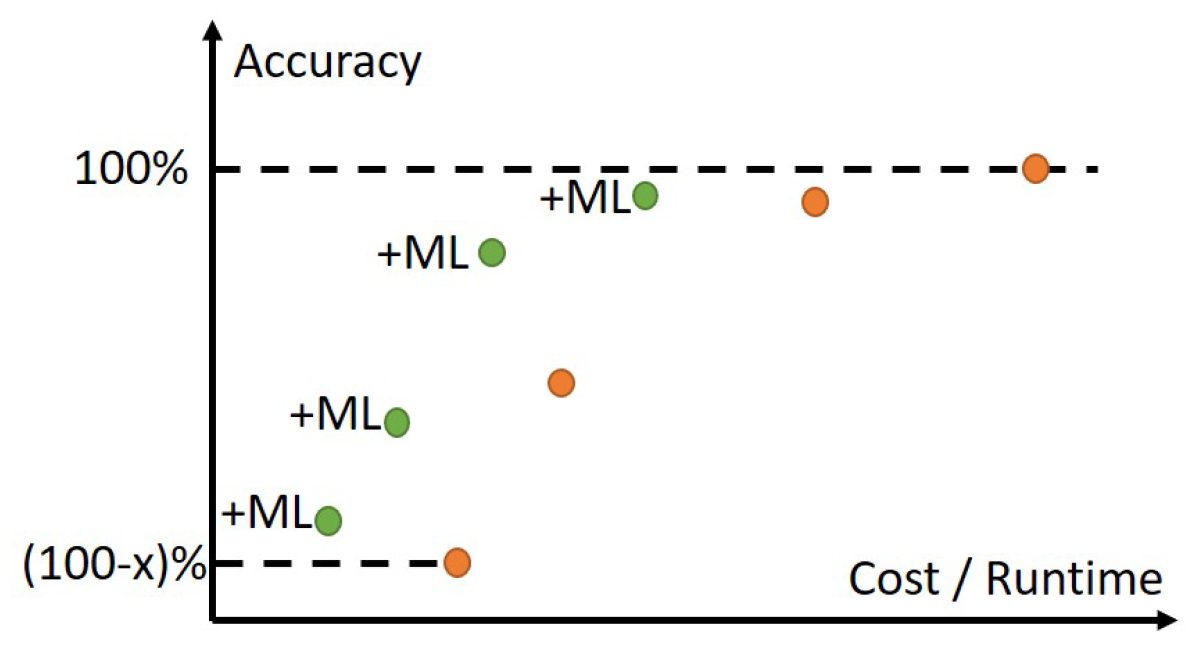 Accuracy
100%
+ML
+ML
+ML
+ML
(100-x)%
Cost / Runtime